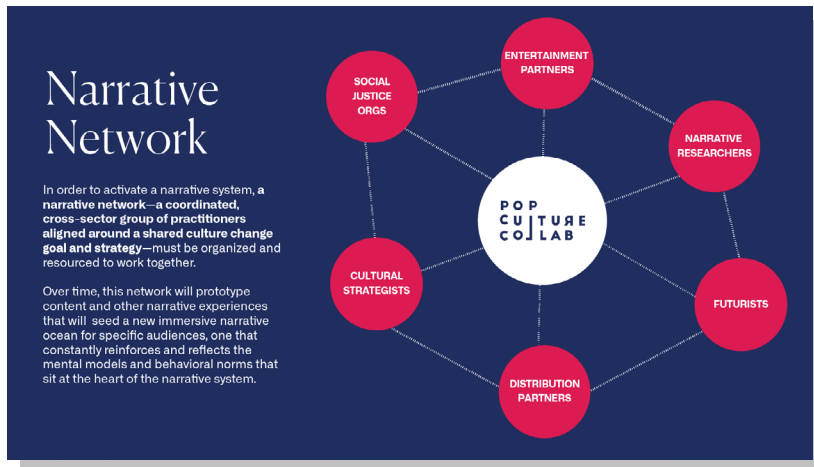 Narrative
Network
In order to activate a narrative system, a
narrative network—a coordinated,
cross-sector group of practitioners
aligned around a shared culture change
goal and strategy—must be organized and
resourced to work together.
Over time, this network will prototype
content and other narrative experiences
that will seed a new immersive narrative
ocean for specific audiences, one that
constantly reinforces and reflects the
mental models and behavioral norms that
sit at the heart of the narrative system.
ENTERTAINMENT
PARTNERS
SOCIAL
JUSTICE
ORGS
NARRATIVE
RESEARCHERS
POP
CULTURE
COLLAB
CULTURAL
STRATEGISTS
FUTURISTS
DISTRIBUTION
PARTNERS